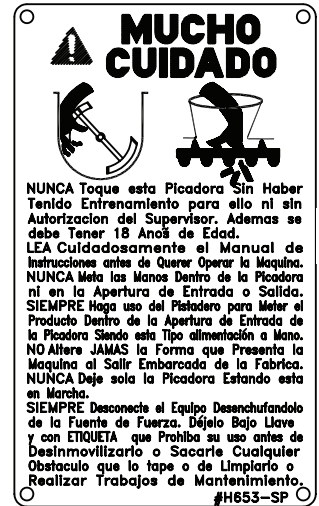 MUCHO
CUIDADO
NUNCA Toque esta Picadora Sin Haber
Tenido Entrenamiento para ello ni sin
Autorizacion del Supervisor. Ademas se
debe Tener 18 Anos de Edad.
LEA Cuidadosamente el Manual de
Instrucciones antes de Querer Operar la Maquina.
NUNCA Meta las Manos Dentro de la Picadora
ni en la Apertura de Entrada o Salida.
SIEMPRE Haga uso del Pistadero para Meter el
Producto Dentro de la Apertura de Entrada de
la Picadora Siendo esta Tipo alimentación a Mano.
NO Altere JAMAS la Forma que Presenta la
Maquina al Salir Embarcada de la Fabrica.
NUNCA Deje sola la Picadora Estando esta
en Marcha.
SIEMPRE Desconecte el Equipo Desenchufandolo
de la Fuente de Fuerza. Déjelo Bajo Llave
y con ETIQUETA que Prohiba su uso antes de
Desinmovilizarlo o Sacarle Cualquier
Obstaculo que lo tape o de Limpiarlo o
Realizar Trabajos de Mantenimiento.
#H653-SP